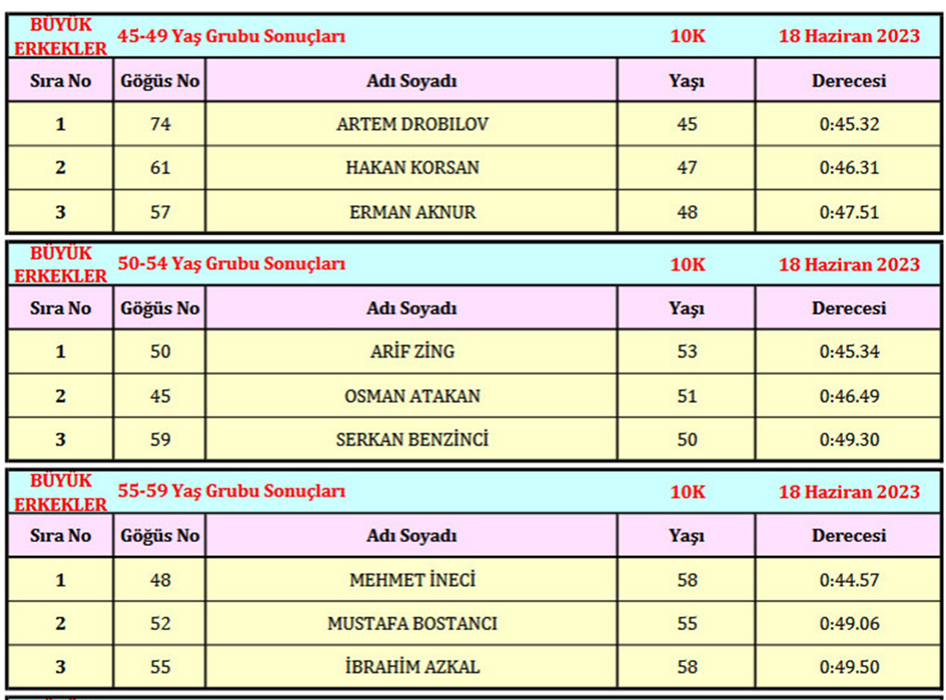 BÜYÜK ERKEKLER 45-49 Yaş Grubu Sonuçları 10K 18 Haziran 2023
Sıra No Göğüs No Adı Soyadı Yaşı Derecesi
1 74 ARTEM DROBILOV 45 0:45.32
2 61 HAKAN KORSAN 47 0:46.31
3 57 ERMAN AKNUR 48 0:47.51
BÜYÜK ERKEKLER 50-54 Yaş Grubu Sonuçları 10K 18 Haziran 2023
Sıra No Göğüs No Adı Soyadı Yaşı Derecesi
1 50 ARİF ZİNG 53 0:45.34
2 45 OSMAN ATAKAN 51 0:46.49
3 59 SERKAN BENZİNCİ 50 0:49.30
BÜYÜK ERKEKLER 55-59 Yaş Grubu Sonuçları 10K 18 Haziran 2023
Sıra No Göğüs No Adı Soyadı Yaşı Derecesi
1 48 MEHMET İNECİ 58 0:44.57
2 52 MUSTAFA BOSTANCI 55 0:49.06
3 55 İBRAHİM AZKAL 58 0:49.50